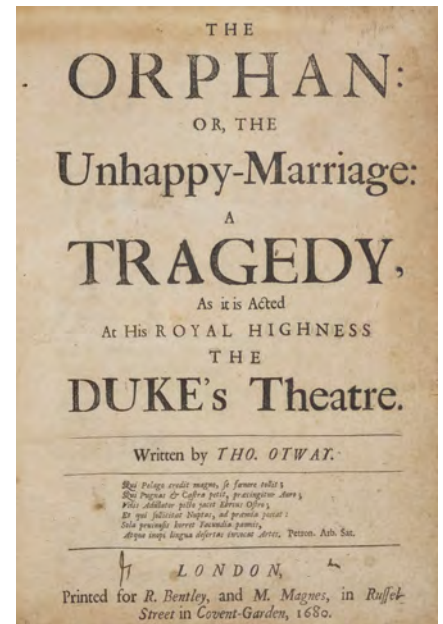 THE
ORPHAN:
OR, THE
Unhappy-Marriage:
A
TRAGEDY,
As it is Acted
At His ROYAL HIGHNESS
THE
DUKE's Theatre.
Written by THO. OTWAY.
Qui Pelago credit magno, se fænore tollit;
Qui Pugnas & Castra petit, præcingitur Auro;
Vilis Adulator picto jacet Ebrius Ostro;
Et qui sollicitat Nuptas, ad præmia peccat:
Sola pruinosis horret Facundia pannis,
Atque inopi lingua desertas invocat Artes. Petron. Arb. Sat.
LONDON,
Printed for R. Bentley, and M. Magnes, in Russel-
Street in Covent-Garden, 1680.